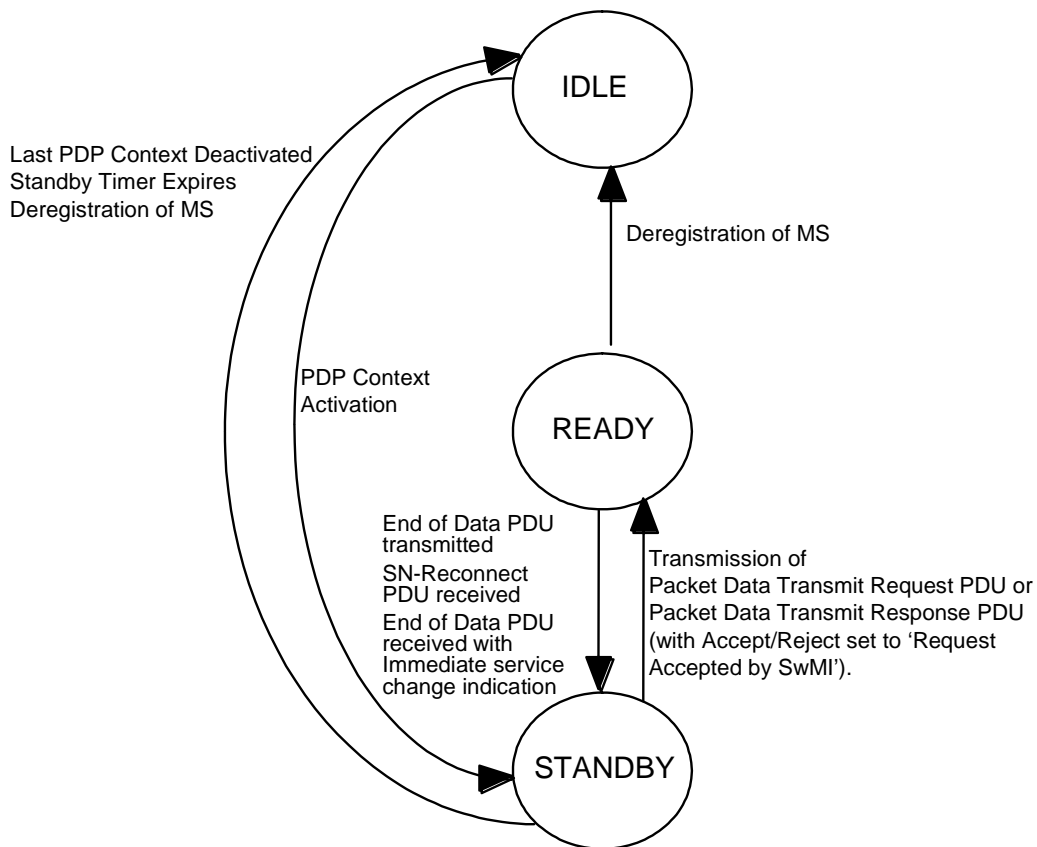 IDLE
Last PDP Context Deactivated
Standby Timer Expires
Deregistration of MS
Deregistration of MS
PDP Context
Activation
READY
End of Data PDU
transmitted
SN-Reconnect
PDU received
End of Data PDU
received with
Immediate service
change indication
Transmission of
Packet Data Transmit Request PDU or
Packet Data Transmit Response PDU
(with Accept/Reject set to ‘Request
Accepted by SwMI’).
STANDBY